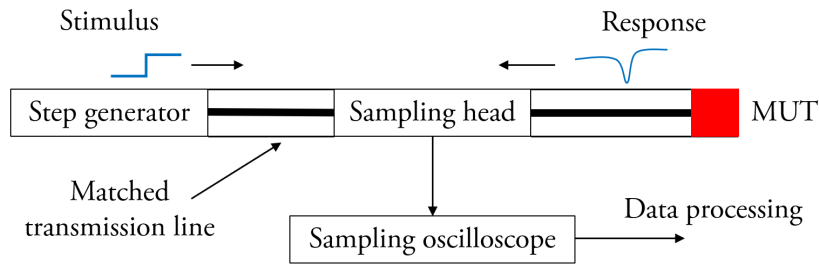 Stimulus
Response
Step generator
Sampling head
MUT
Matched
transmission line
Sampling oscilloscope
Data processing